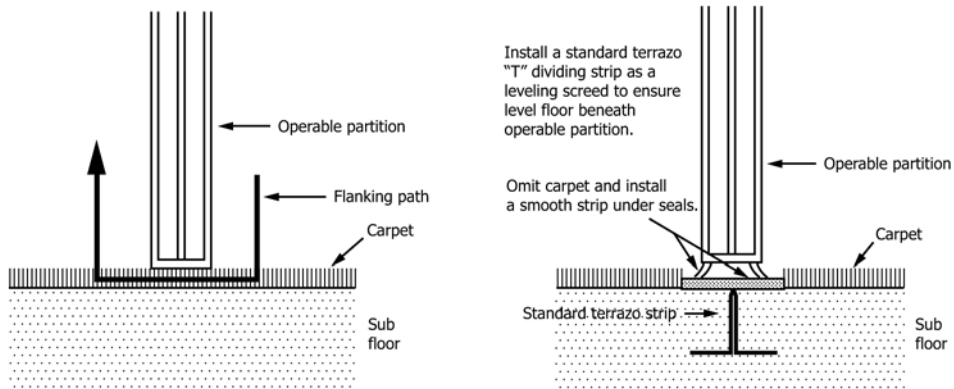 Operable partition
Flanking path
Carpet
Sub
floor
Install a standard terrazo
“T” dividing strip as a
leveling screed to ensure
level floor beneath
operable partition.
Operable partition
Omit carpet and install
a smooth strip under seals.
Carpet
Standard terrazo strip
Sub
floor